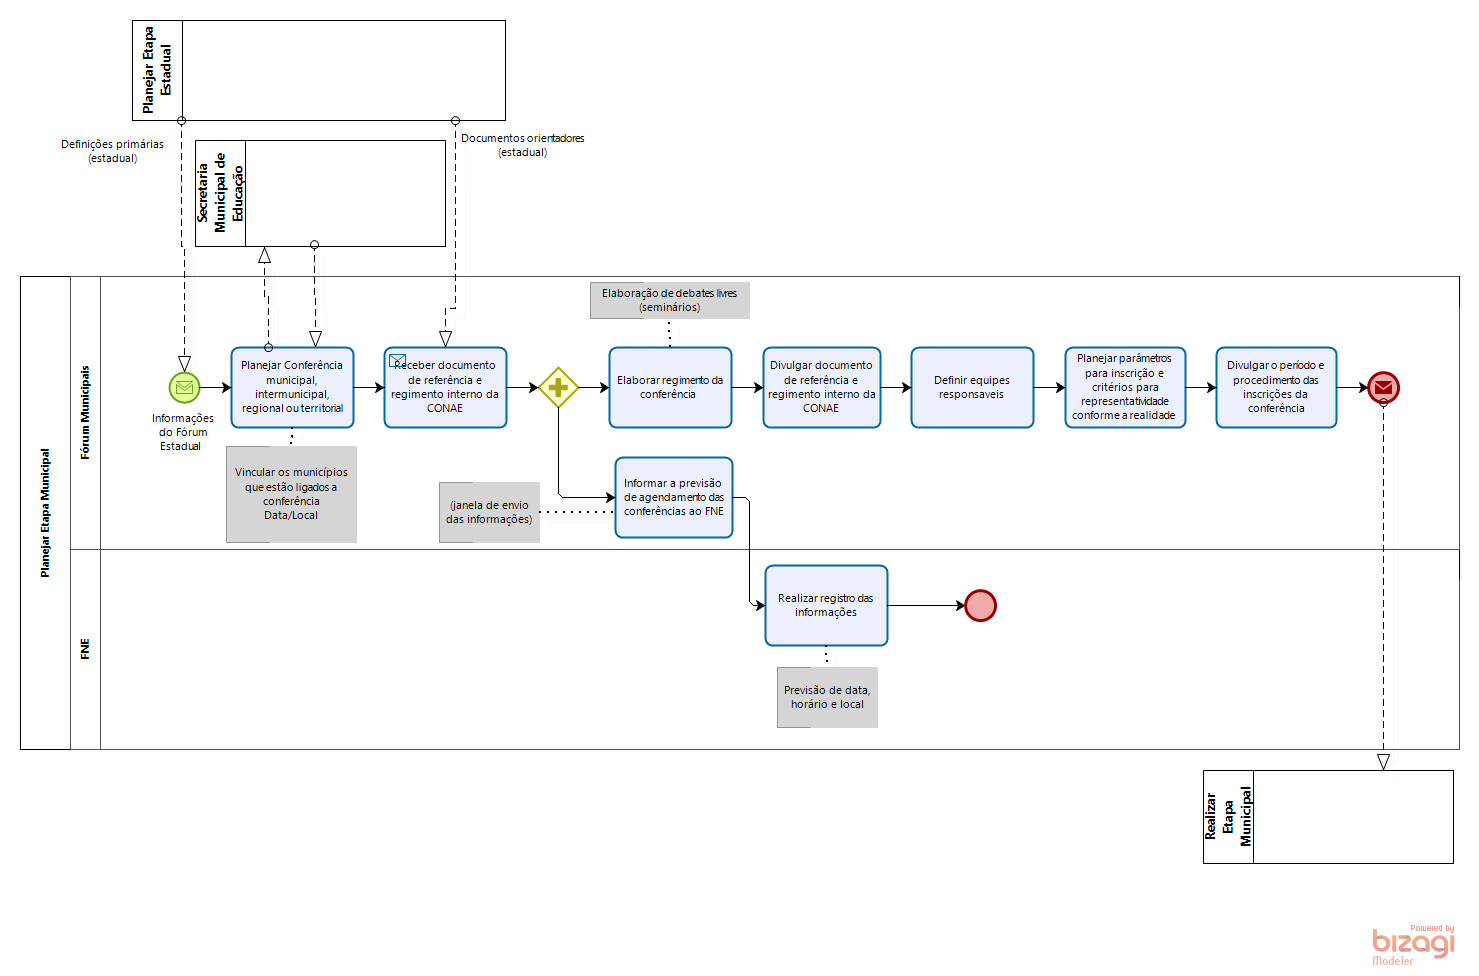 Planejar Etapa
Estadual
Definições primárias
(estadual)
Documentos orientadores
(estadual)
Secretaria
Municipal de
Educação
Planejar Etapa Municipal
Fórum Municipais
Elaboração de debates livres
(seminários)
Informações
do Fórum
Estadual
Planejar Conferência
municipal,
intermunicipal,
regional ou territorial
Receber documento
de referência e
regimento interno da
CONAE
Elaborar regimento da
conferência
Divulgar documento
de referência e
regimento interno da
CONAE
Definir equipes
responsaveis
Planejar parâmetros
para inscrição e
critérios para
representatividade
conforme a realidade
Divulgar o período e
procedimento das
inscrições da
conferência
Vincular os municípios
que estão ligados a
conferência
Data/Local
(janela de envio
das informações)
Informar a previsão
de agendamento das
conferências ao FNE
FNE
Realizar registro das
informações
Previsão de data,
horário e local
Realizar
Etapa
Municipal
Powered by
bizagi
Modeler